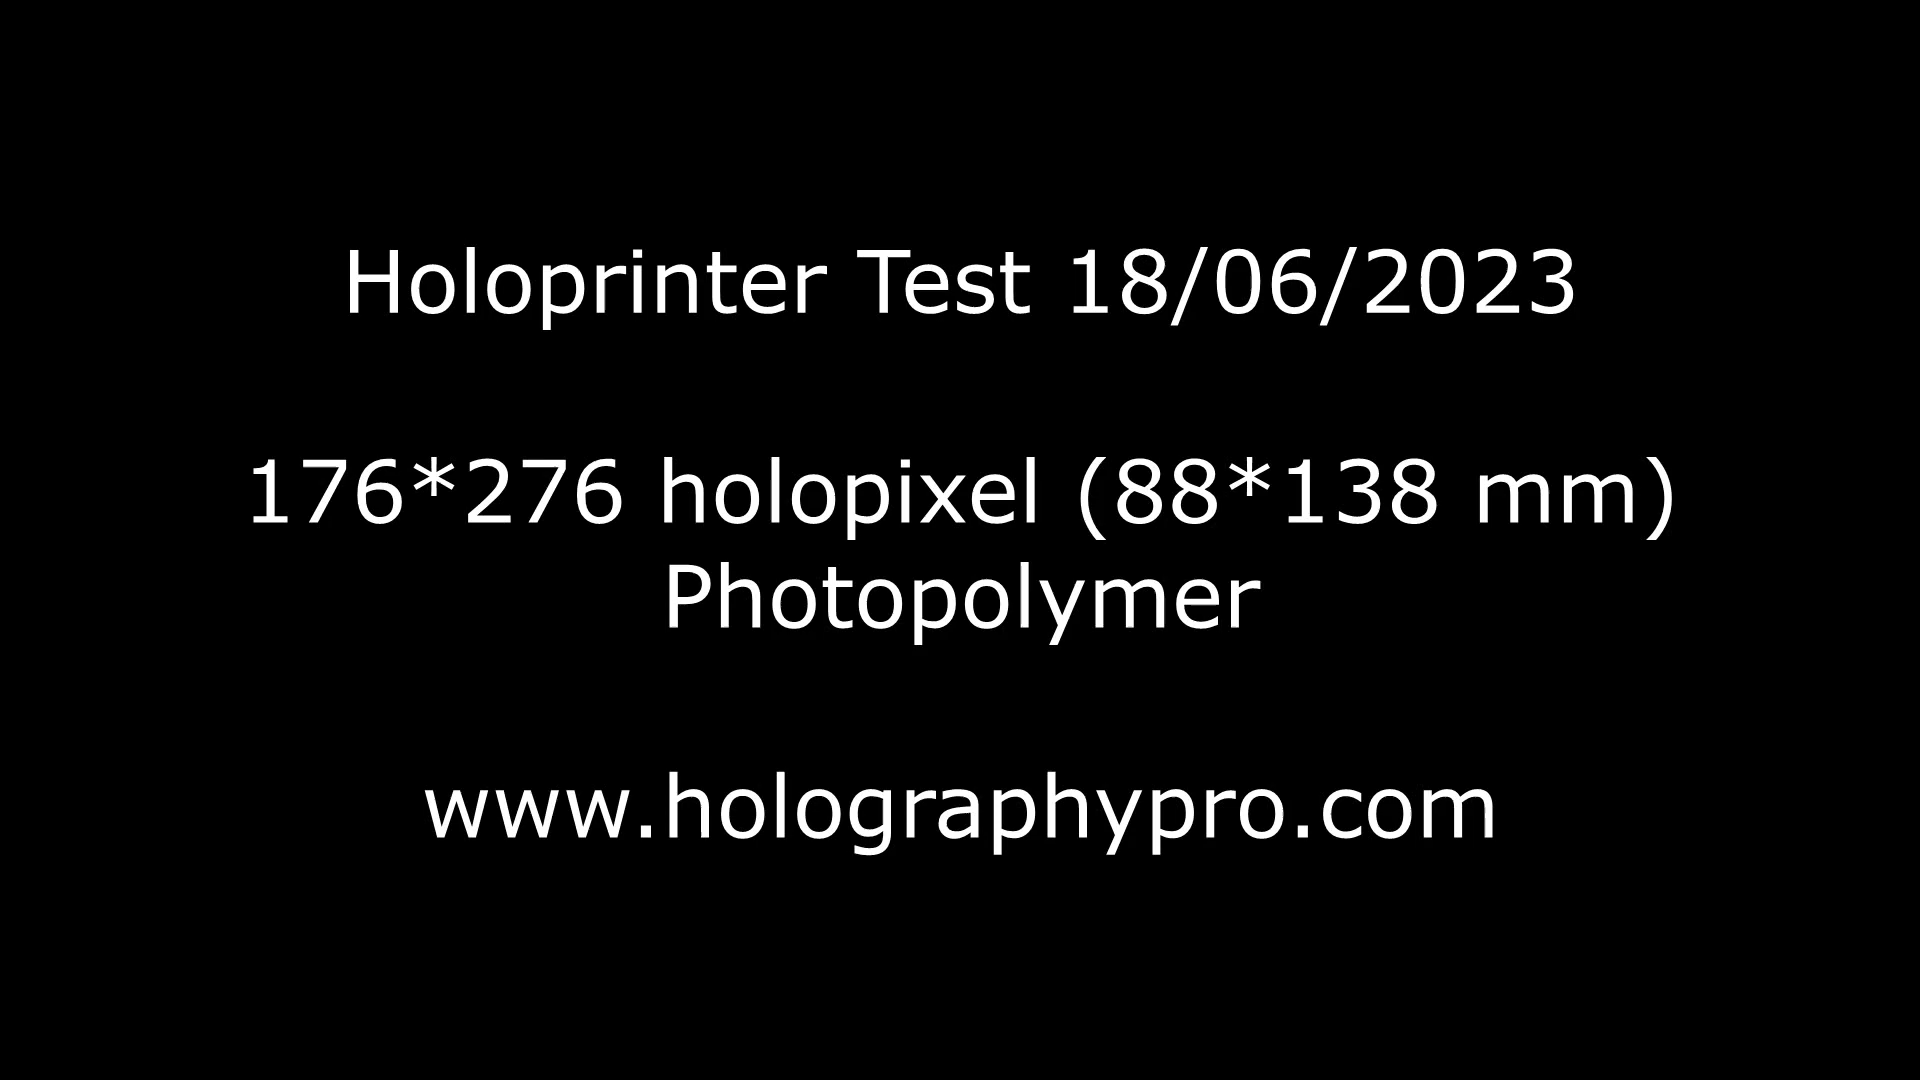 Holoprinter Test 18/06/2023
176*276 holopixel (88*138 mm)
Photopolymer
www.holographypro.com